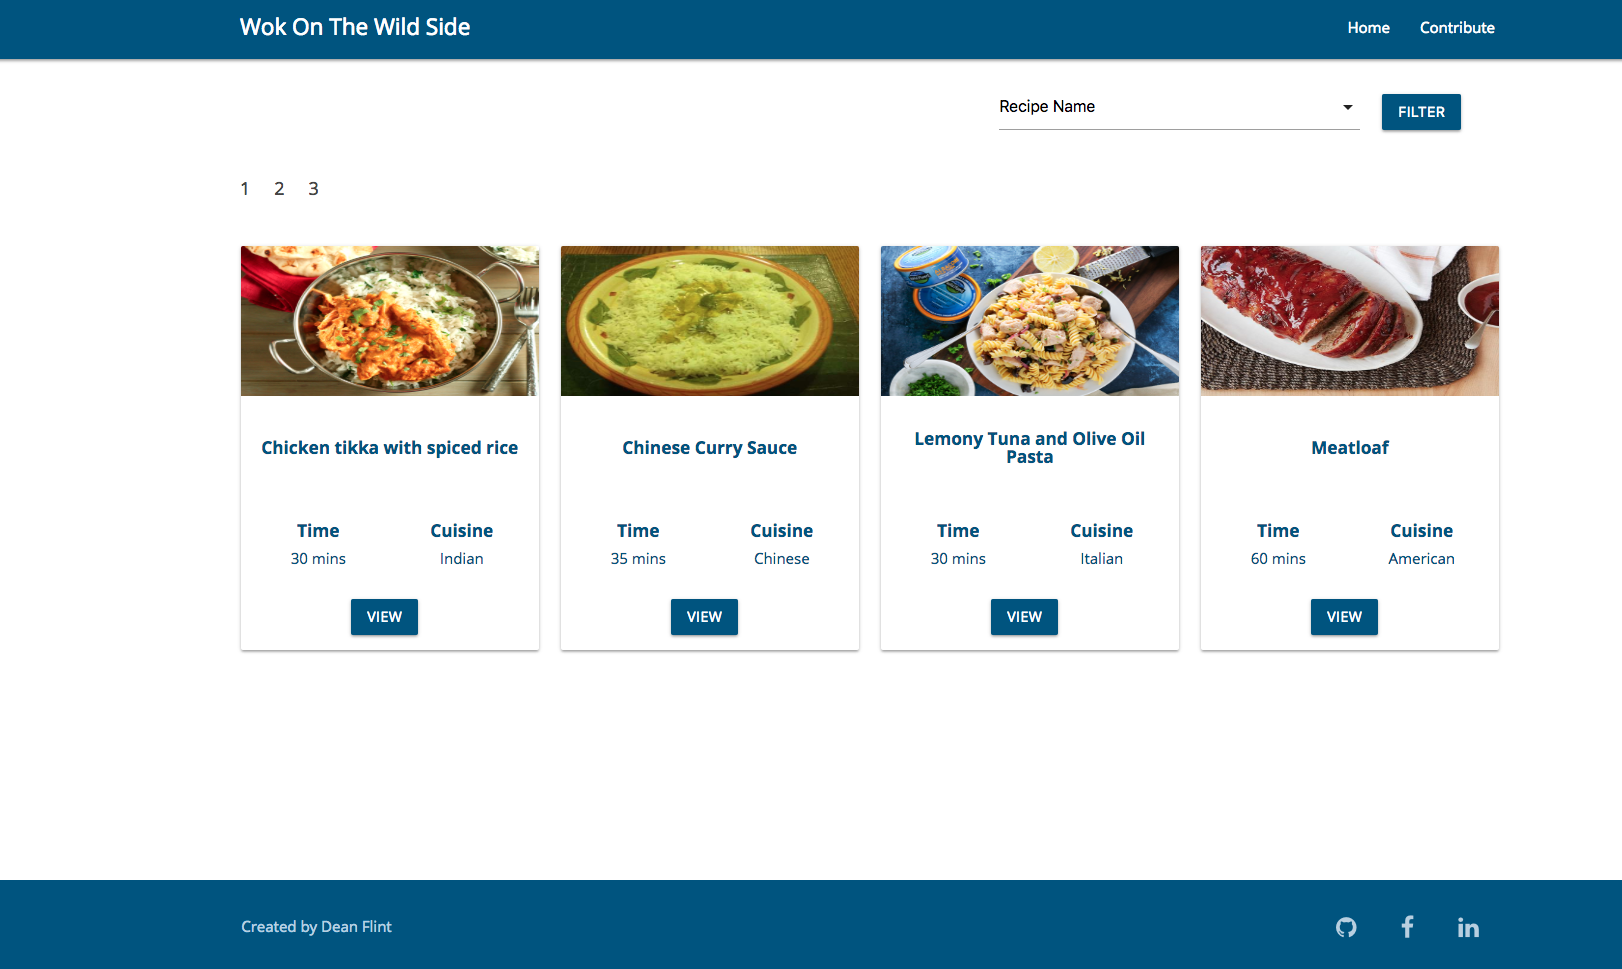 Wok On The Wild Side
Home Contribute
Recipe Name
FILTER
1 2 3
Chicken tikka with spiced rice
Time Cuisine
30 mins Indian
VIEW
Chinese Curry Sauce
Time Cuisine
35 mins Chinese
VIEW
Lemony Tuna and Olive Oil
Pasta
Time Cuisine
30 mins Italian
VIEW
Meatloaf
Time Cuisine
60 mins American
VIEW
Created by Dean Flint